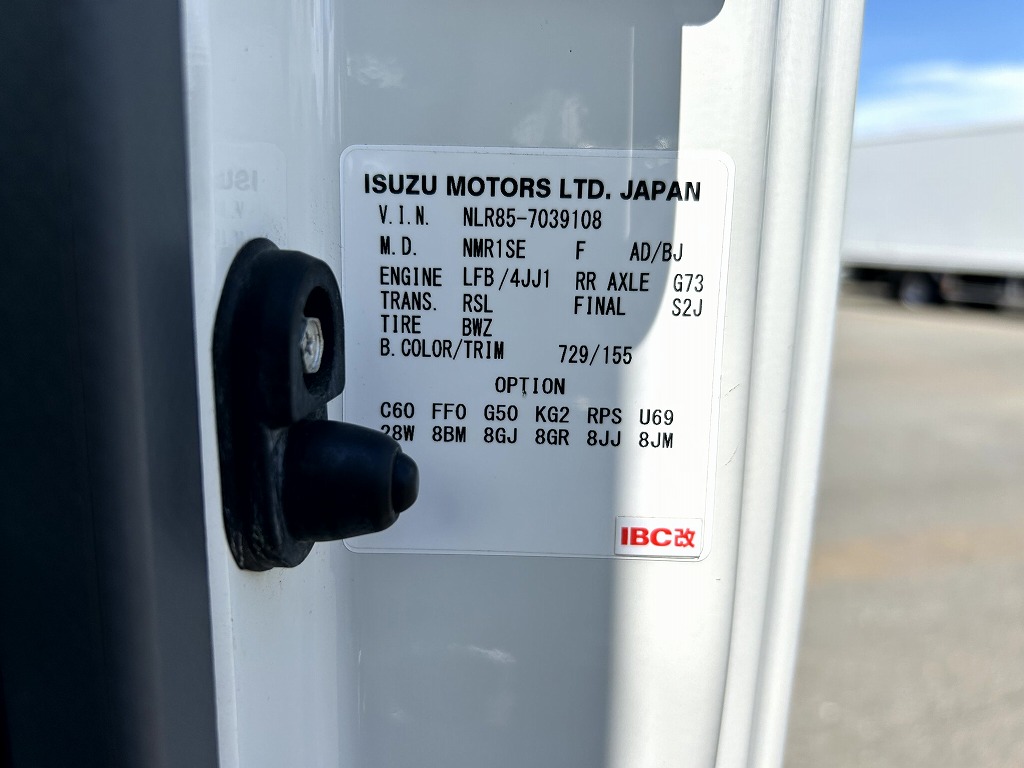 ISUZU MOTORS LTD. JAPAN
V.I.N. NLR85-7039108
M.D. NMR1SE F AD/BJ
ENGINE LFB/4JJ1 RR AXLE G73
TRANS. RSL FINAL S2J
TIRE BWZ
B.COLOR/TRIM 729/155
OPTION
C60 FF0 G50 KG2 RPS U69
28W 8BM 8GJ 8GR 8JJ 8JM
IBC改